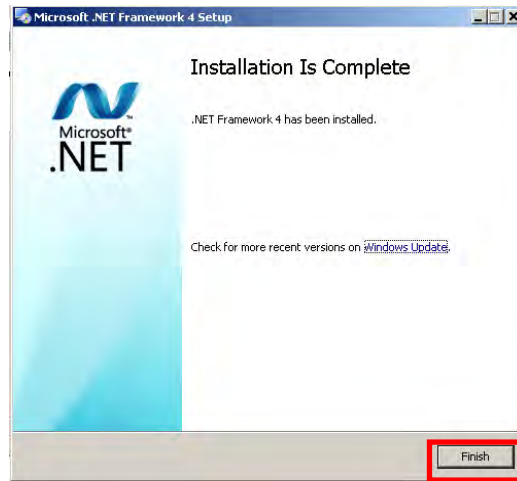 Microsoft .NET Framework 4 Setup
Installation Is Complete
Microsoft®
.NET
.NET Framework 4 has been installed.
Check for more recent versions on Windows Update.
Finish